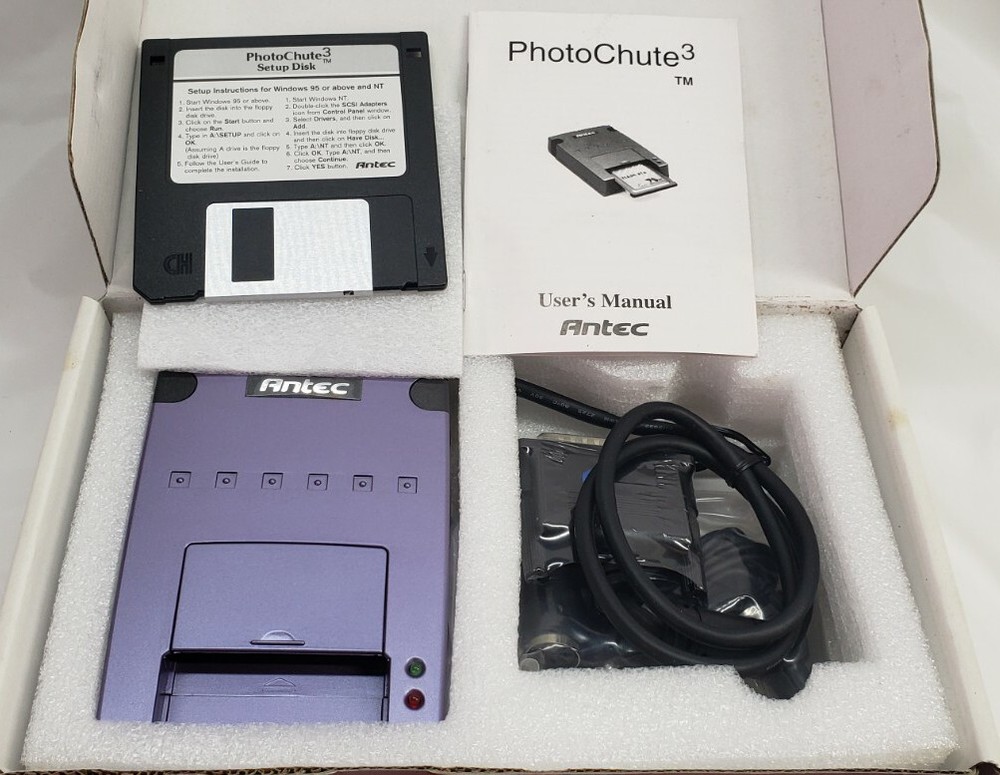 PhotoChute3
TM
Setup Disk
Setup Instructions for Windows 95 or above and NT
1. Start Windows 95 or above.
2. Insert the disk into the floppy
disk drive.
3. Click on the Start button and
choose Run.
4. Type in A:\SETUP and click on
OK.
(Assuming A drive is the floppy
disk drive)
5. Follow the User's Guide to
complete the installation.
1. Start Windows NT.
2. Double-click the SCSI Adapters
icon from Control Panel window.
3. Select Drivers, and then click on
Add.
4. Insert the disk into floppy disk drive
and then click on Have Disk...
5. Type A:\NT and then click OK.
6. Click OK, Type A:\NT, and then
choose Continue.
7. Click YES button.
Antec
PhotoChute3
TM
Antec
User's Manual
Antec
Antec